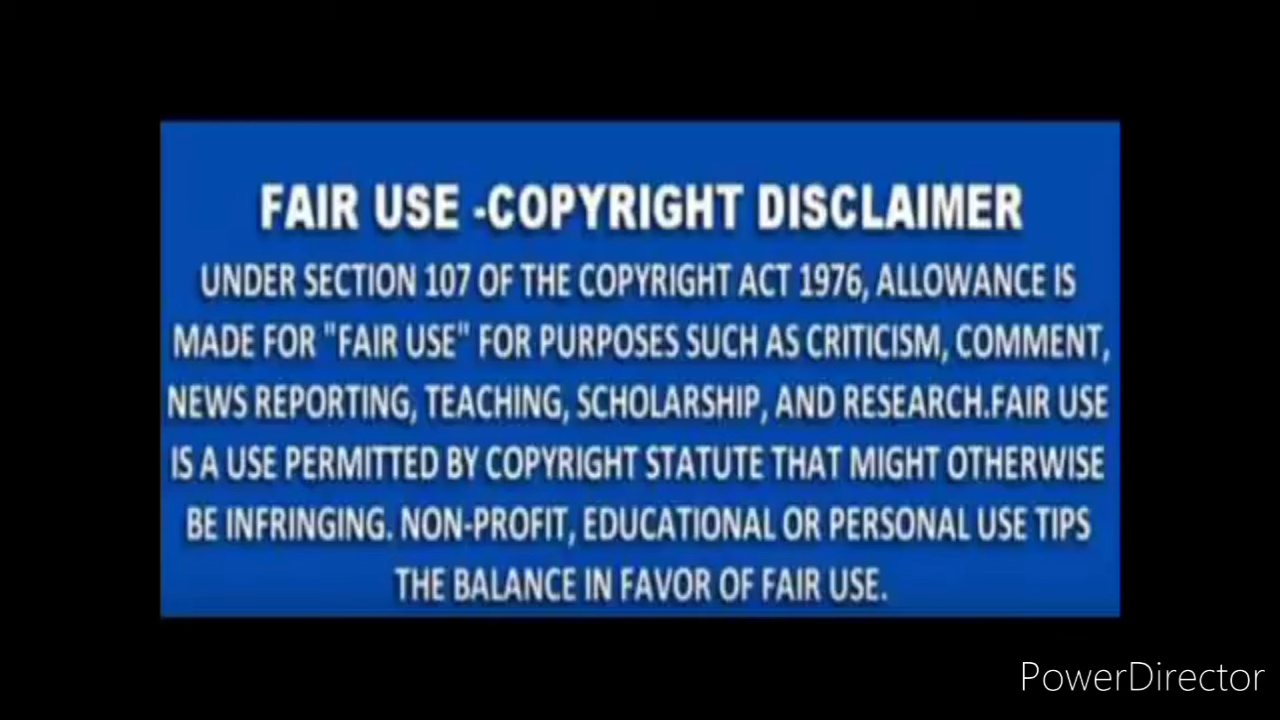 FAIR USE -COPYRIGHT DISCLAIMER
UNDER SECTION 107 OF THE COPYRIGHT ACT 1976, ALLOWANCE IS
MADE FOR "FAIR USE" FOR PURPOSES SUCH AS CRITICISM, COMMENT,
NEWS REPORTING, TEACHING, SCHOLARSHIP, AND RESEARCH.FAIR USE
IS A USE PERMITTED BY COPYRIGHT STATUTE THAT MIGHT OTHERWISE
BE INFRINGING. NON-PROFIT, EDUCATIONAL OR PERSONAL USE TIPS
THE BALANCE IN FAVOR OF FAIR USE.
PowerDirector